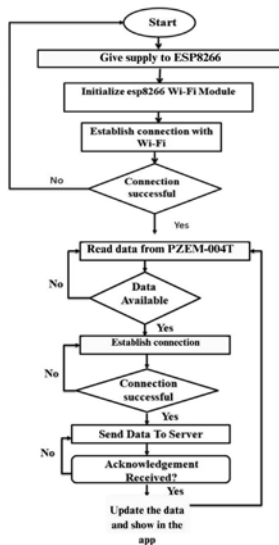 Start
Give supply to ESP8266
Initialize esp8266 Wi-Fi Module
Establish connection with
Wi-Fi
No
Connection
successful
Yes
Read data from PZEM-004T
No
Data
Available
Yes
Establish connection
No
Connection
successful
Yes
Send Data To Server
No
Acknowledgement
Received?
Yes
Update the data
and show in the
app